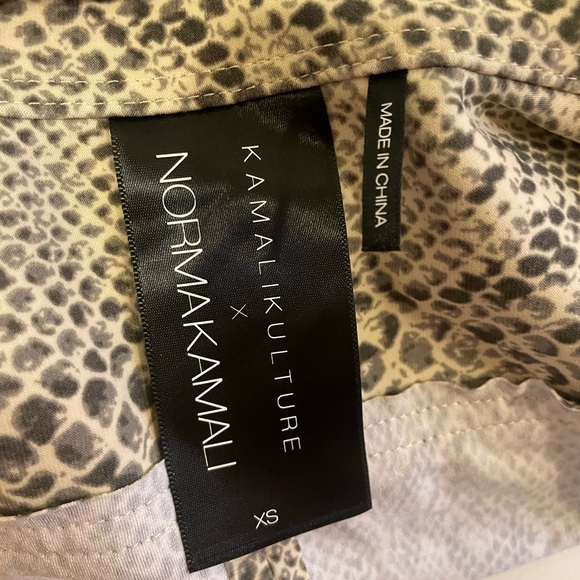 KAMALIKULTURE
X
NORMAKAMALI
XS
MADE IN CHINA